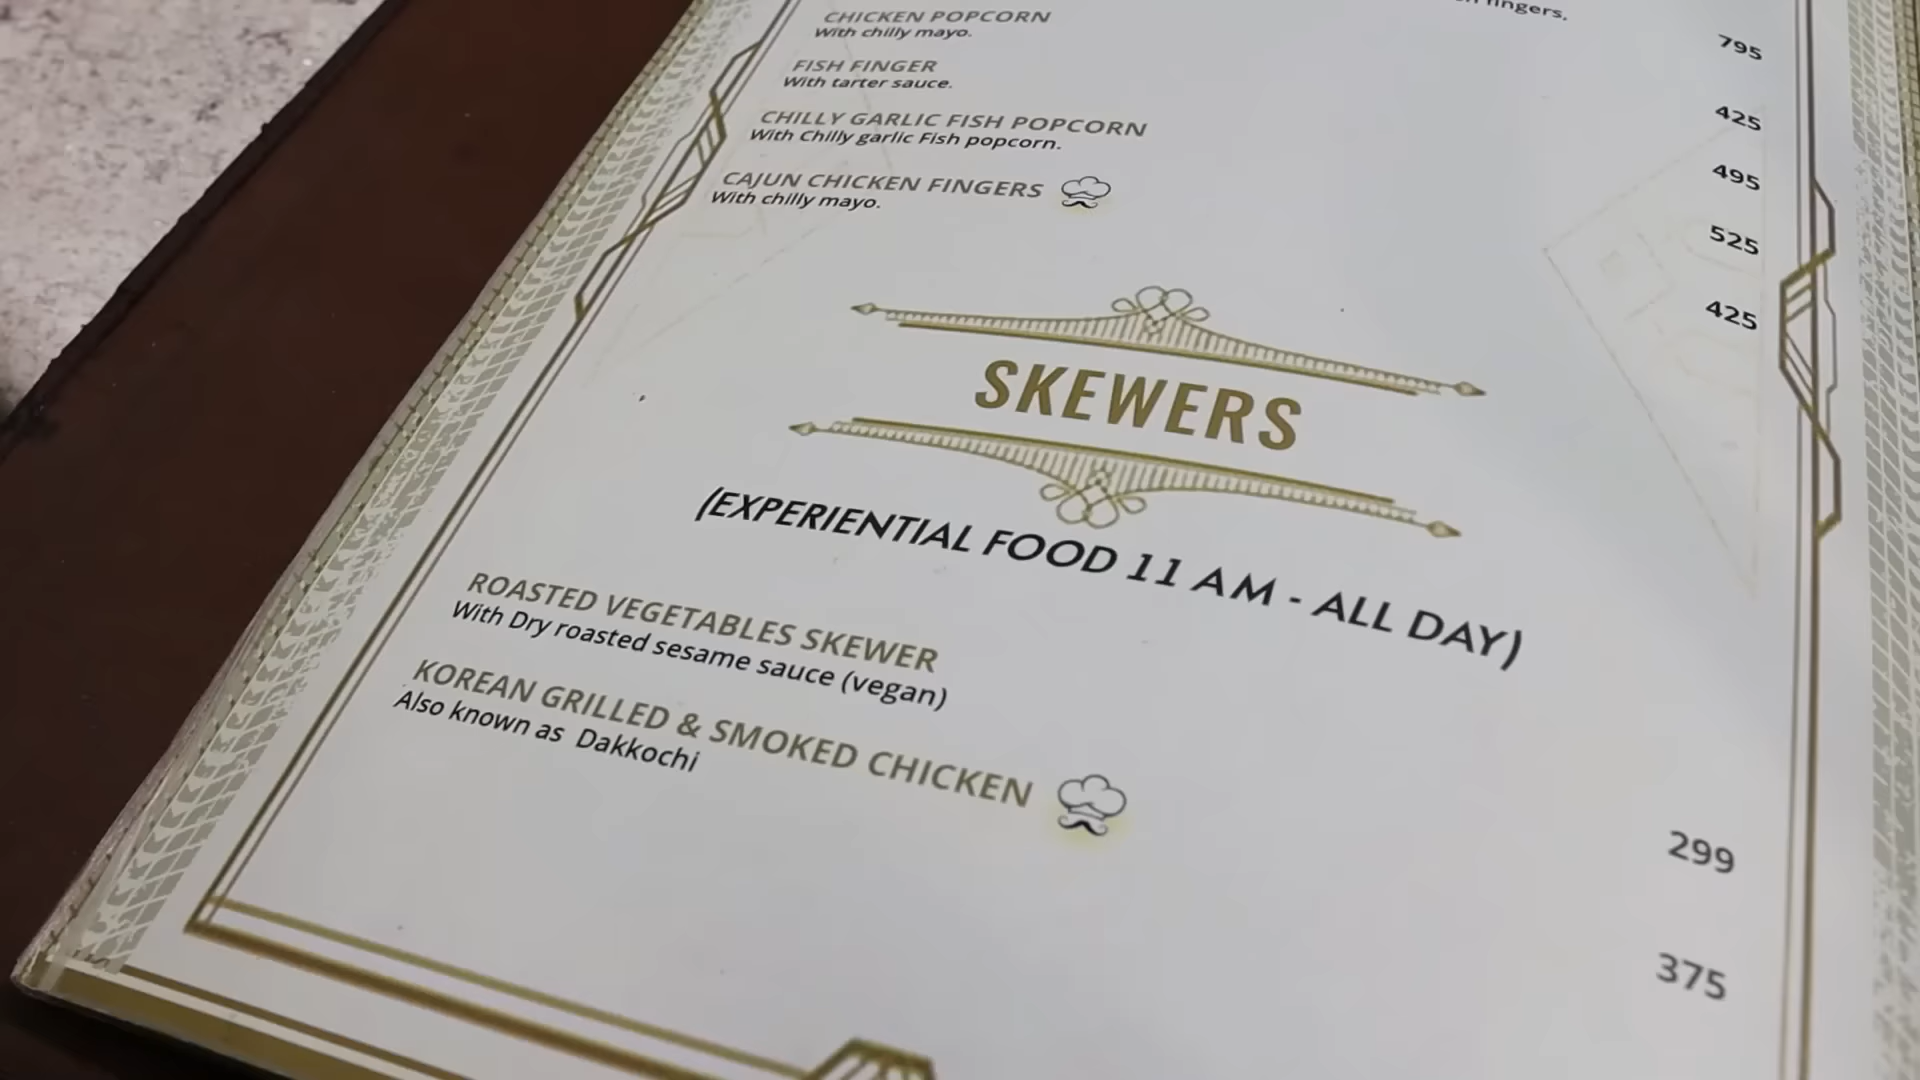 fingers.
795
CHICKEN POPCORN
With chilly mayo.
425
FISH FINGER
With tarter sauce.
495
CHILLY GARLIC FISH POPCORN
With Chilly garlic Fish popcorn.
525
CAJUN CHICKEN FINGERS
With chilly mayo.
425
SKEWERS
(EXPERIENTIAL FOOD 11 AM - ALL DAY)
ROASTED VEGETABLES SKEWER
With Dry roasted sesame sauce (vegan)
299
KOREAN GRILLED & SMOKED CHICKEN
Also known as Dakkochi
375